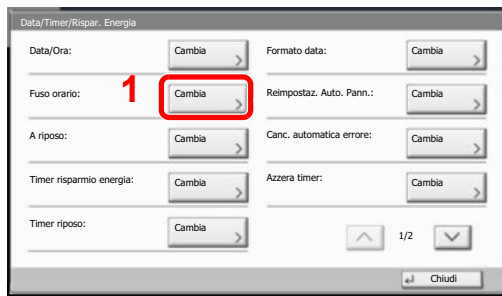 Data/Timer/Rispar. Energia
Data/Ora: Cambia Formato data: Cambia
Fuso orario: 1 Cambia Reimpostaz. Auto. Pann.: Cambia
A riposo: Cambia Canc. automatica errore: Cambia
Timer risparmio energia: Cambia Azzera timer: Cambia
Timer riposo: Cambia 1/2
Chiudi